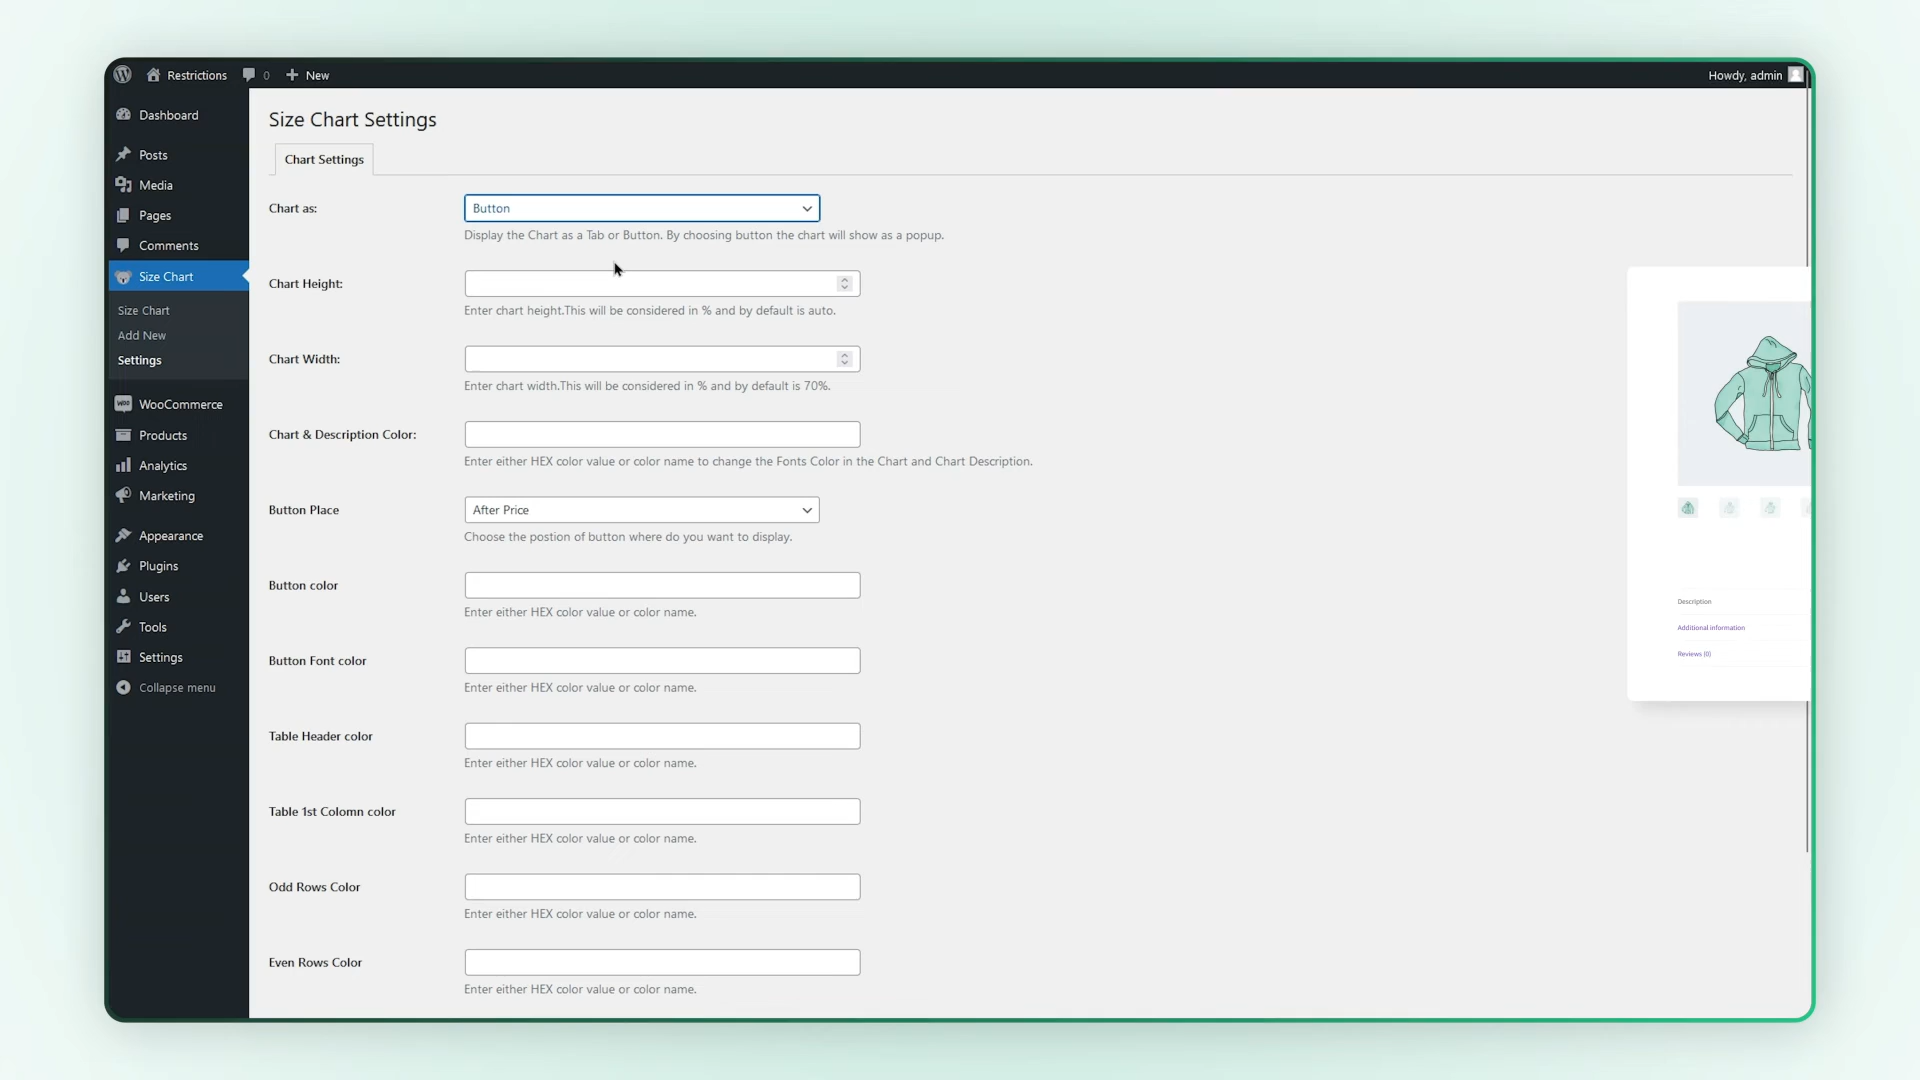 Restrictions
0
New
Howdy, admin
Dashboard
Posts
Media
Pages
Comments
Size Chart
Size Chart
Add New
Settings
WOO WooCommerce
Products
Analytics
Marketing
Appearance
Plugins
Users
Tools
Settings
Collapse menu
Size Chart Settings
Chart Settings
Chart as:
Button
Display the Chart as a Tab or Button. By choosing button the chart will show as a popup.
Chart Height:
Enter chart height.This will be considered in % and by default is auto.
Chart Width:
Enter chart width.This will be considered in % and by default is 70%.
Chart & Description Color:
Enter either HEX color value or color name to change the Fonts Color in the Chart and Chart Description.
Button Place
After Price
Choose the postion of button where do you want to display.
Button color
Enter either HEX color value or color name.
Button Font color
Enter either HEX color value or color name.
Table Header color
Enter either HEX color value or color name.
Table 1st Colomn color
Enter either HEX color value or color name.
Odd Rows Color
Enter either HEX color value or color name.
Even Rows Color
Enter either HEX color value or color name.
Description
Additional information
Reviews (0)